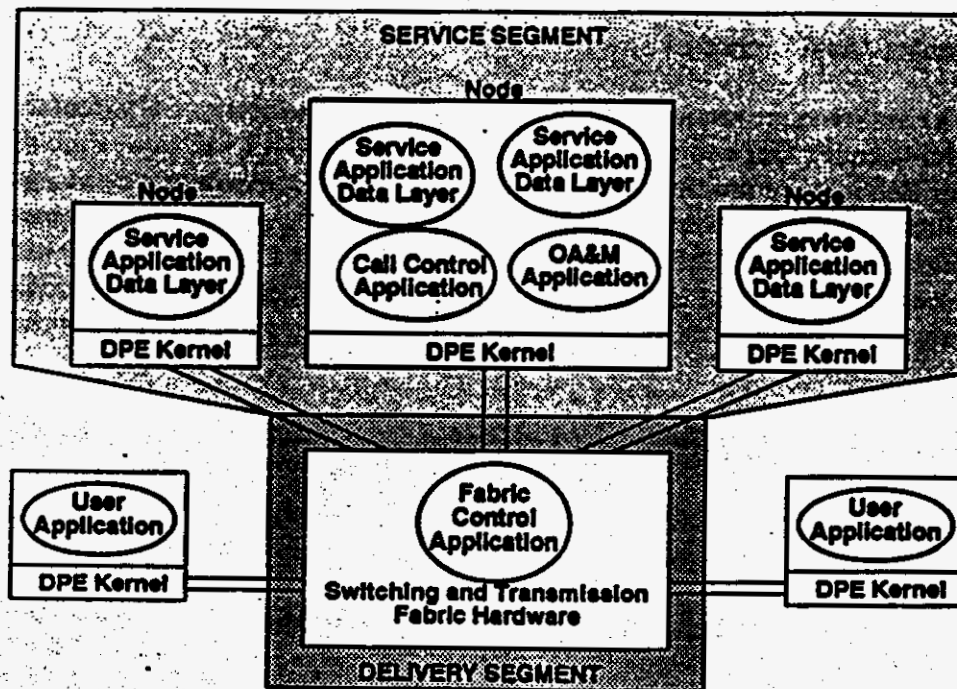 SERVICE SEGMENT
Node
Service
Application
Data Layer
Service
Application
Data Layer
Call Control
Application
OA&M
Application
DPE Kernel
Node
Service
Application
Data Layer
DPE Kernel
Node
Service
Application
Data Layer
DPE Kernel
User
Application
DPE Kernel
Fabric
Control
Application
Switching and Transmission
Fabric Hardware
User
Application
DPE Kernel
DELIVERY SEGMENT